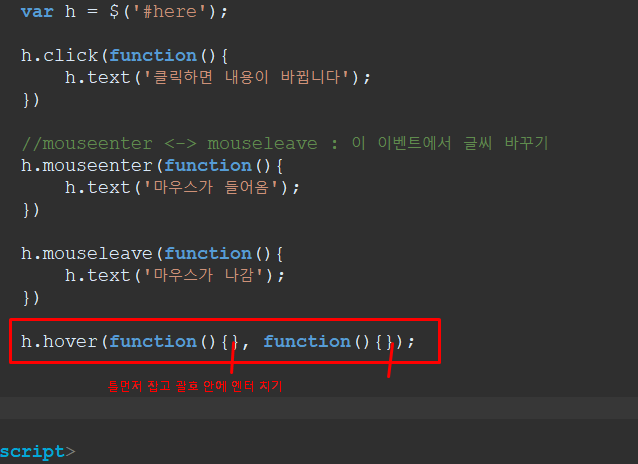 var h = $('#here');
h.click(function(){
h.text('클릭하면 내용이 바뀝니다');
})
//mouseenter <-> mouseleave : 이 이벤트에서 글씨 바꾸기
h.mouseenter(function(){
h.text('마우스가 들어옴');
})
h.mouseleave(function(){
h.text('마우스가 나감');
})
h.hover(function(){}, function(){});
틀먼저 잡고 괄호 안에 엔터 치기
script>